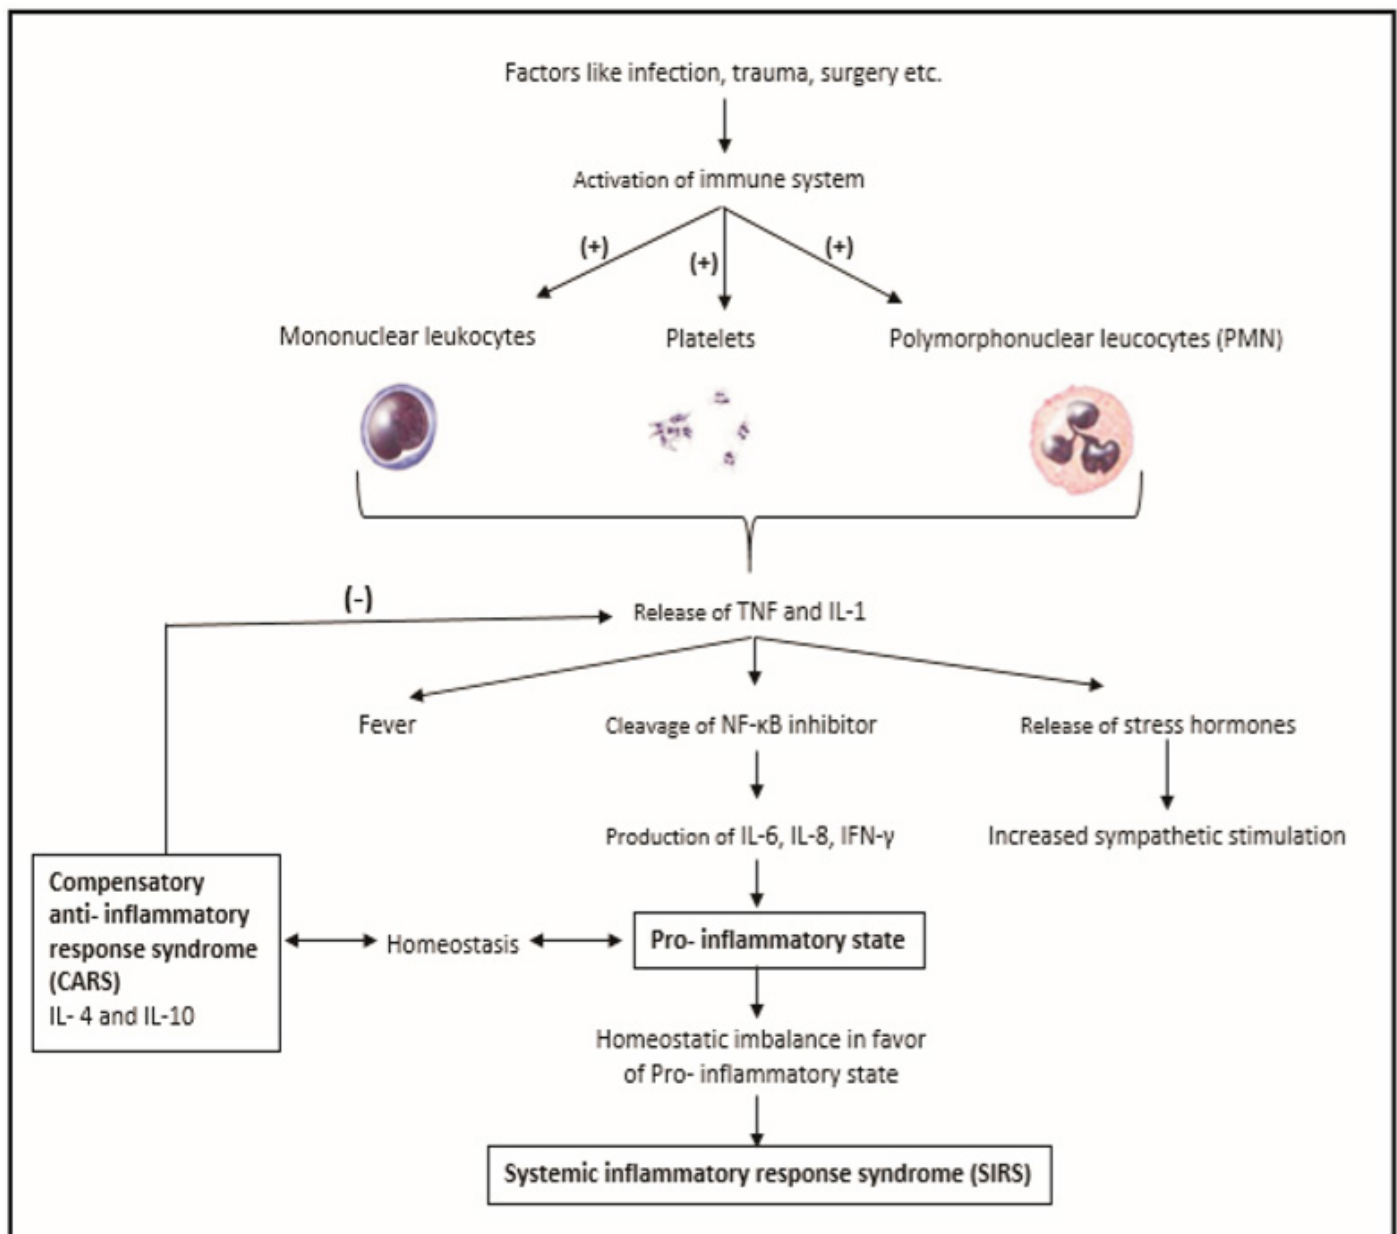 Factors like infection, trauma, surgery etc.
Activation of immune system
(+)
(+)
(+)
Mononuclear leukocytes
Platelets
Polymorphonuclear leucocytes (PMN)
(-)
Release of TNF and IL-1
Fever
Cleavage of NF-κB inhibitor
Release of stress hormones
Production of IL-6, IL-8, IFN-γ
Increased sympathetic stimulation
Compensatory
anti- inflammatory
response syndrome
(CARS)
IL- 4 and IL-10
Homeostasis
Pro- inflammatory state
Homeostatic imbalance in favor
of Pro- inflammatory state
Systemic inflammatory response syndrome (SIRS)